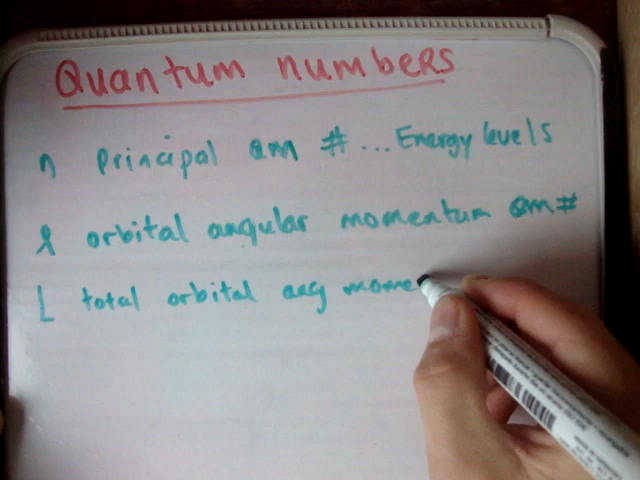 Quantum numbers
n principal QM # ... Energy levels
l orbital angular momentum QM #
L total orbital ang mome